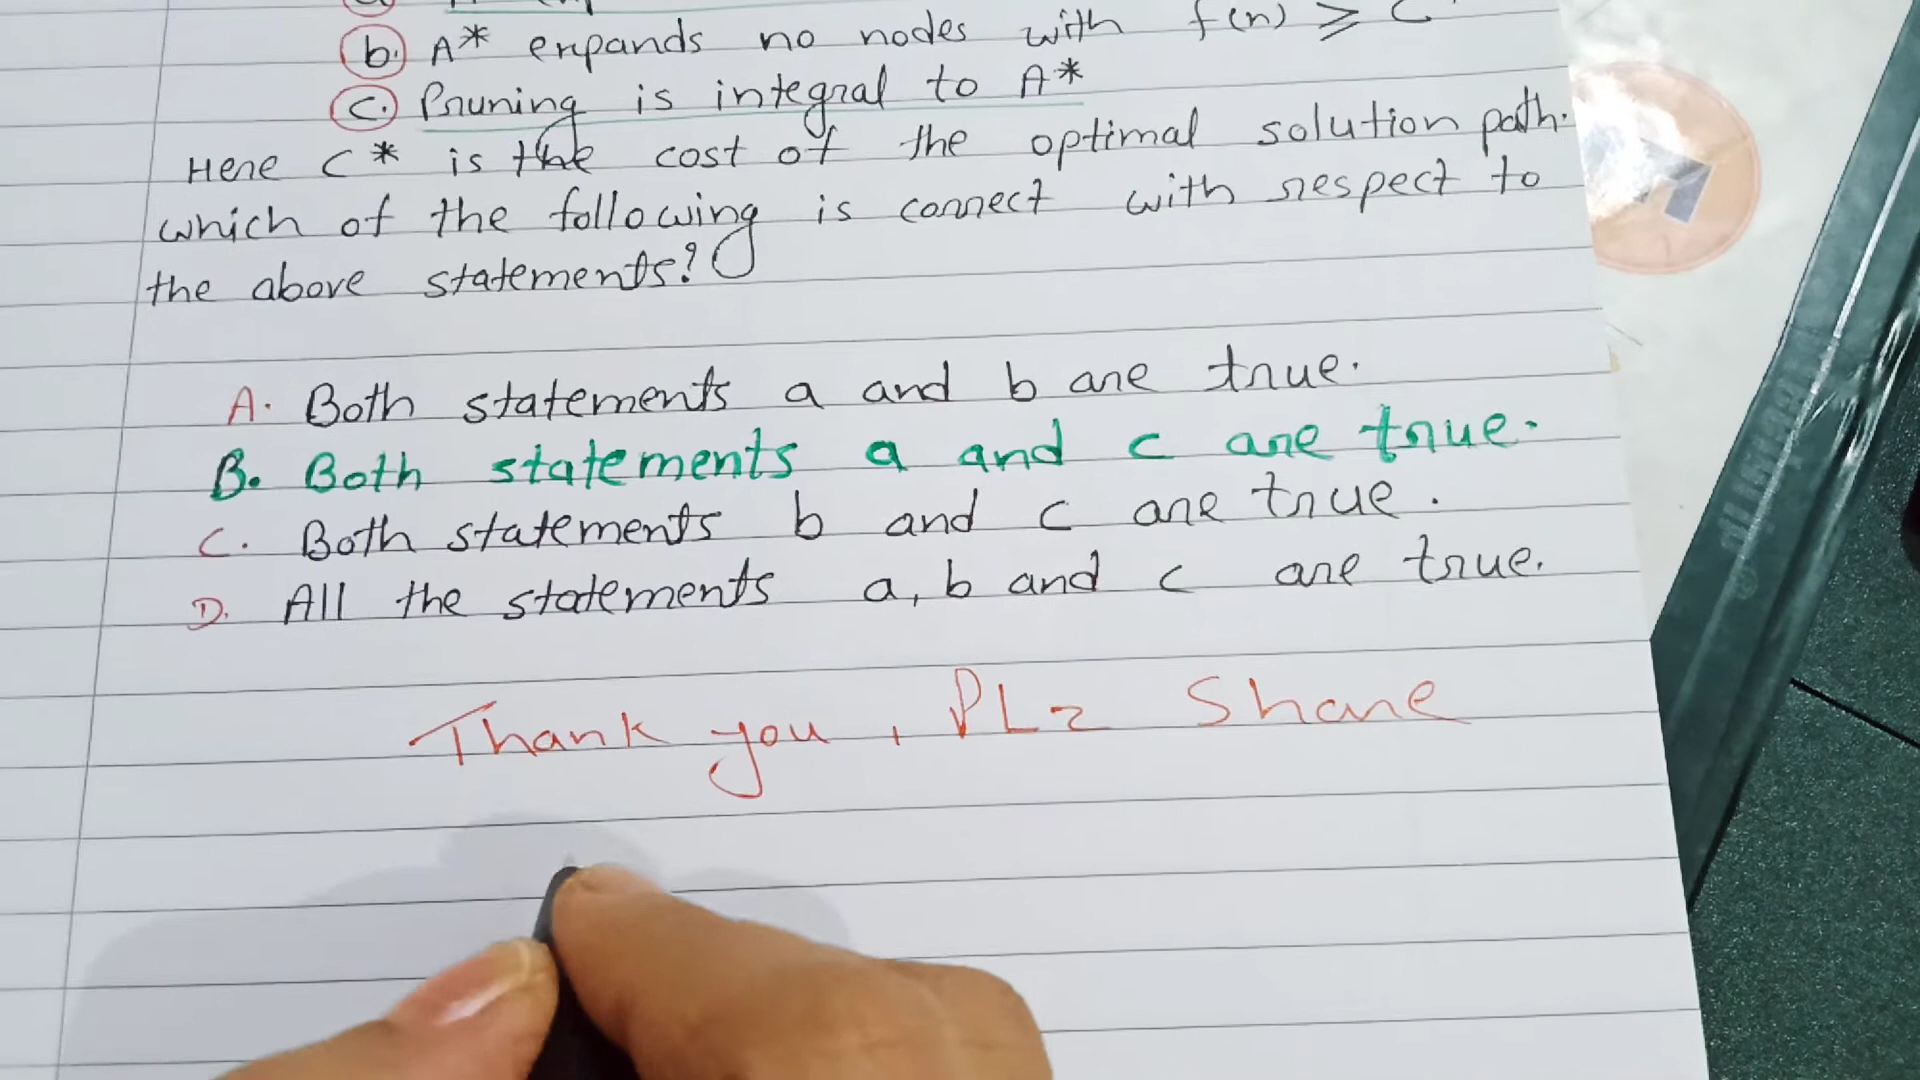 b. A* expands no nodes with f(n) ≥ C
c. Pruning is integral to A*
Here C* is the cost of the optimal solution path.
which of the following is correct with respect to
the above statements?
A. Both statements a and b are true.
B. Both statements a and c are true.
C. Both statements b and c are true.
D. All the statements a, b and c are true.
Thank you, PLz Share